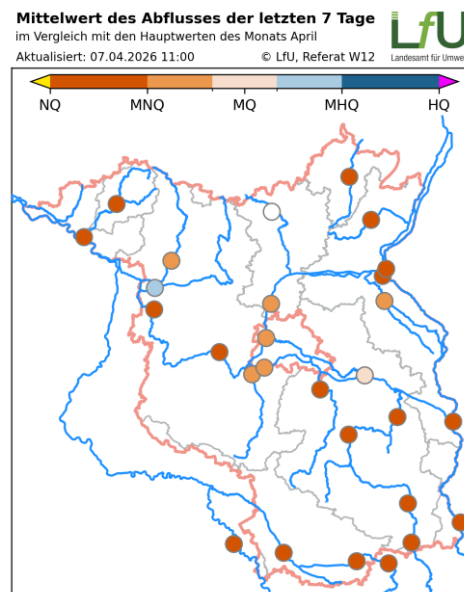 Mittelwert des Abflusses der letzten 7 Tage
im Vergleich mit den Hauptwerten des Monats April
Aktualisiert: 07.04.2026 11:00 © LfU, Referat W12
LfU
Landesamt für Umwe
NQ MNQ MQ MHQ HQ